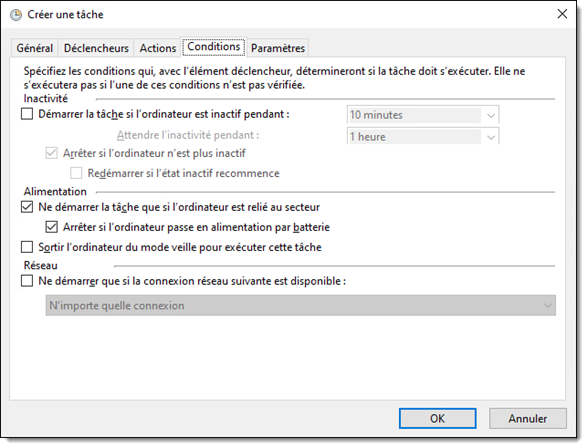 Créer une tâche
Général Déclencheurs Actions Conditions Paramètres
Spécifiez les conditions qui, avec l'élément déclencheur, détermineront si la tâche doit s'exécuter. Elle ne
s'exécutera pas si l'une de ces conditions n'est pas vérifiée.
Inactivité
Démarrer la tâche si l'ordinateur est inactif pendant : 10 minutes
Attendre l'inactivité pendant : 1 heure
Arrêter si l'ordinateur n'est plus inactif
Redémarrer si l'état inactif recommence
Alimentation
Ne démarrer la tâche que si l'ordinateur est relié au secteur
Arrêter si l'ordinateur passe en alimentation par batterie
Sortir l'ordinateur du mode veille pour exécuter cette tâche
Réseau
Ne démarrer que si la connexion réseau suivante est disponible :
N'importe quelle connexion
OK Annuler